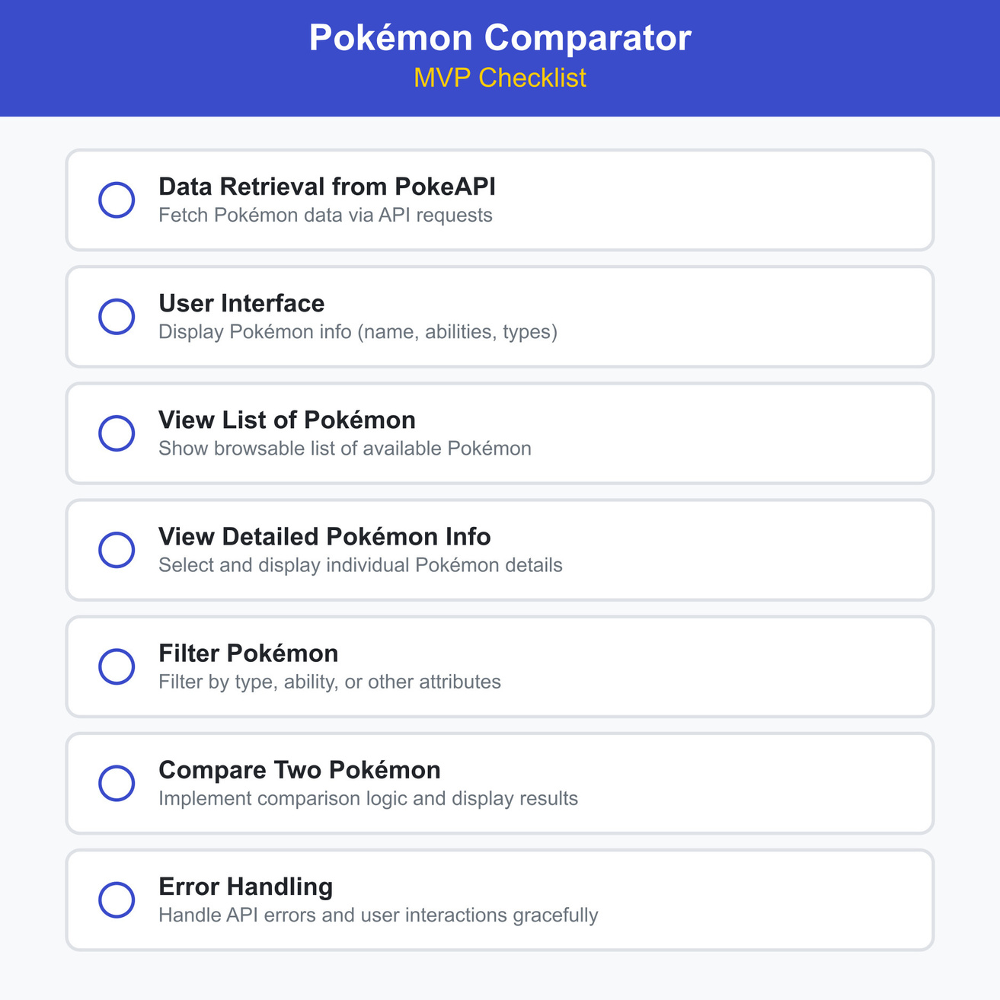 Pokémon Comparator
MVP Checklist
Data Retrieval from PokeAPI
Fetch Pokémon data via API requests
User Interface
Display Pokémon info (name, abilities, types)
View List of Pokémon
Show browsable list of available Pokémon
View Detailed Pokémon Info
Select and display individual Pokémon details
Filter Pokémon
Filter by type, ability, or other attributes
Compare Two Pokémon
Implement comparison logic and display results
Error Handling
Handle API errors and user interactions gracefully